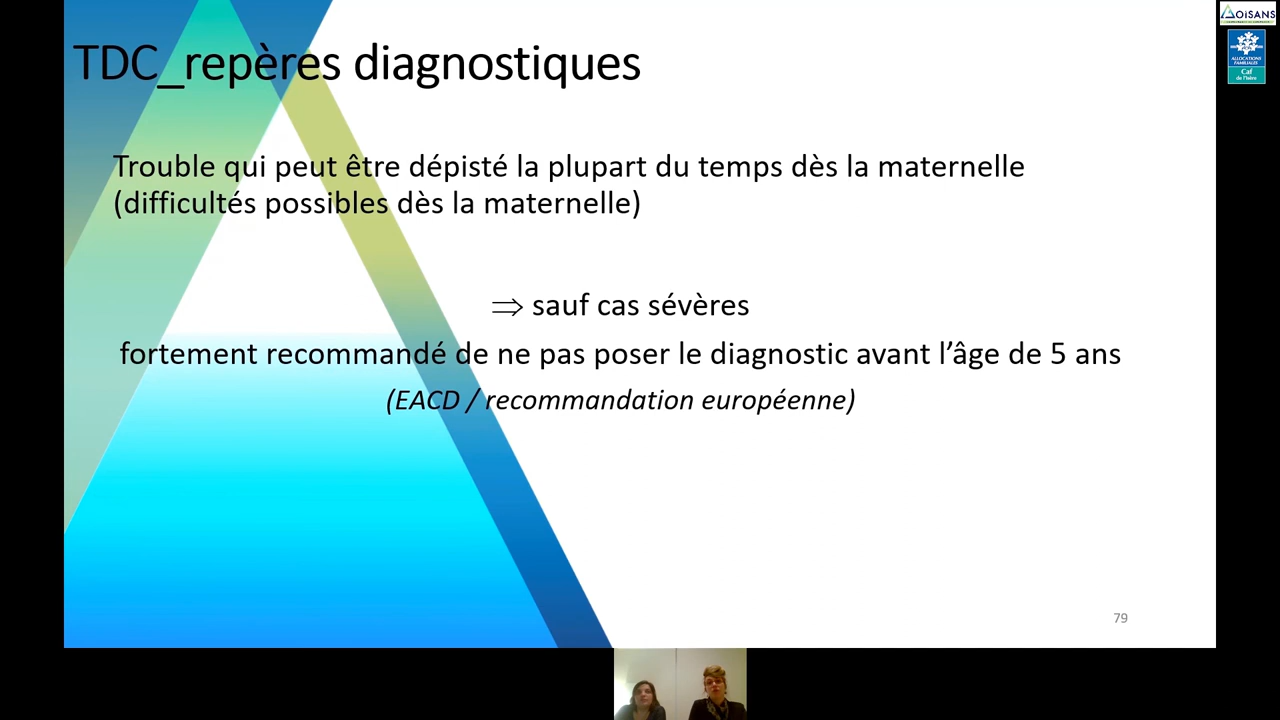 TDC_repères diagnostiques
Trouble qui peut être dépisté la plupart du temps dès la maternelle
(difficultés possibles dès la maternelle)
⇒ sauf cas sévères
fortement recommandé de ne pas poser le diagnostic avant l’âge de 5 ans
(EACD / recommandation européenne)
79
OISANS
ALLOCATIONS
FAMILIALES
Caf
de l'Isère